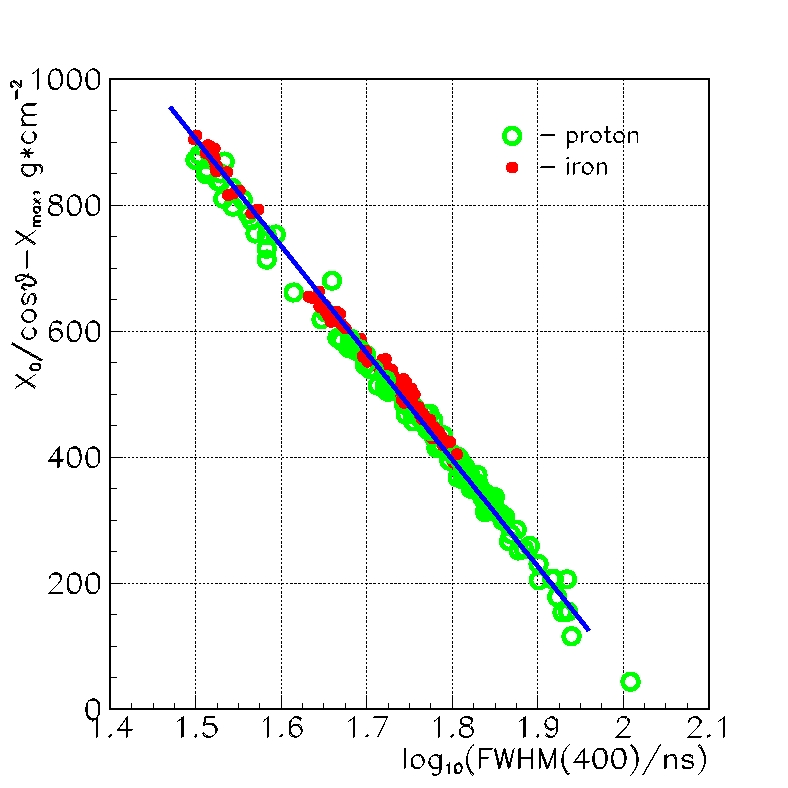 X₀/cosϑ−Xmax, g*cm⁻²
1000
800
600
400
200
0
− proton
− iron
1.4 1.5 1.6 1.7 1.8 1.9 2 2.1
log₁₀(FWHM(400)/ns)